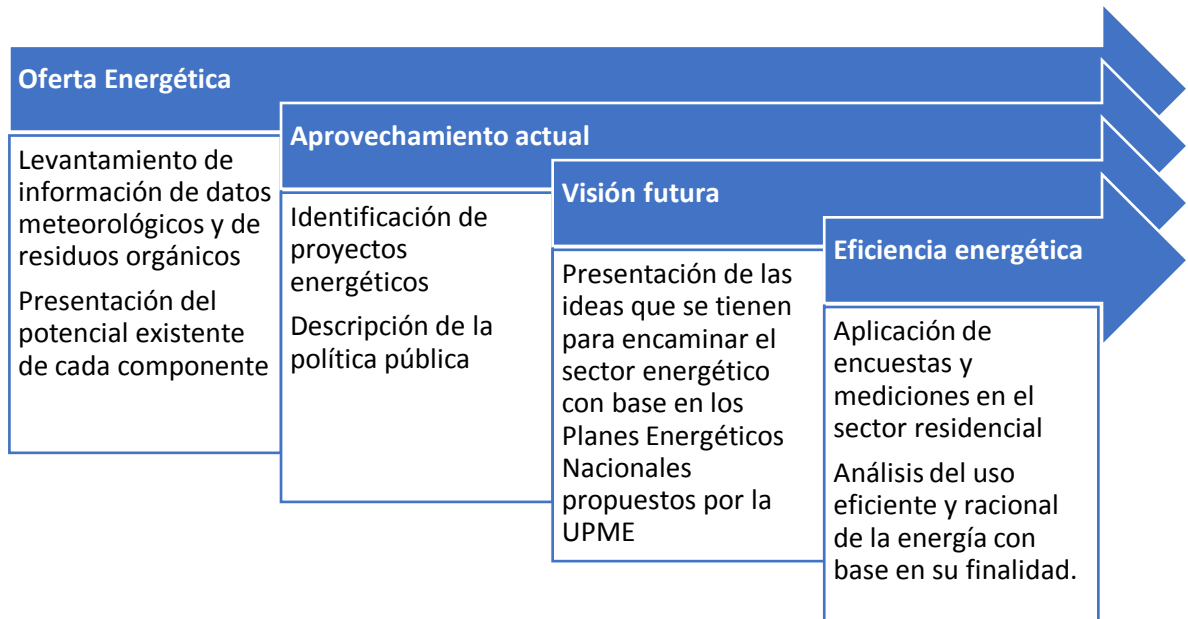 Oferta Energética
Levantamiento de
información de datos
meteorológicos y de
residuos orgánicos
Presentación del
potencial existente
de cada componente
Aprovechamiento actual
Identificación de
proyectos
energéticos
Descripción de la
política pública
Visión futura
Presentación de las
ideas que se tienen
para encaminar el
sector energético
con base en los
Planes Energéticos
Nacionales
propuestos por la
UPME
Eficiencia energética
Aplicación de
encuestas y
mediciones en el
sector residencial
Análisis del uso
eficiente y racional
de la energía con
base en su finalidad.